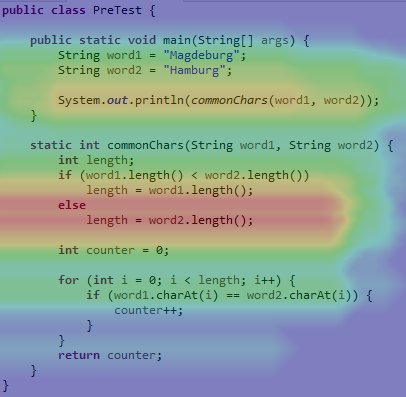 public class PreTest {
public static void main(String[] args) {
String word1 = "Magdeburg";
String word2 = "Hamburg";
System.out.println(commonChars(word1, word2));
}
static int commonChars(String word1, String word2) {
int length;
if (word1.length() < word2.length())
length = word1.length();
else
length = word2.length();
int counter = 0;
for (int i = 0; i < length; i++) {
if (word1.charAt(i) == word2.charAt(i)) {
counter++;
}
}
return counter;
}
}